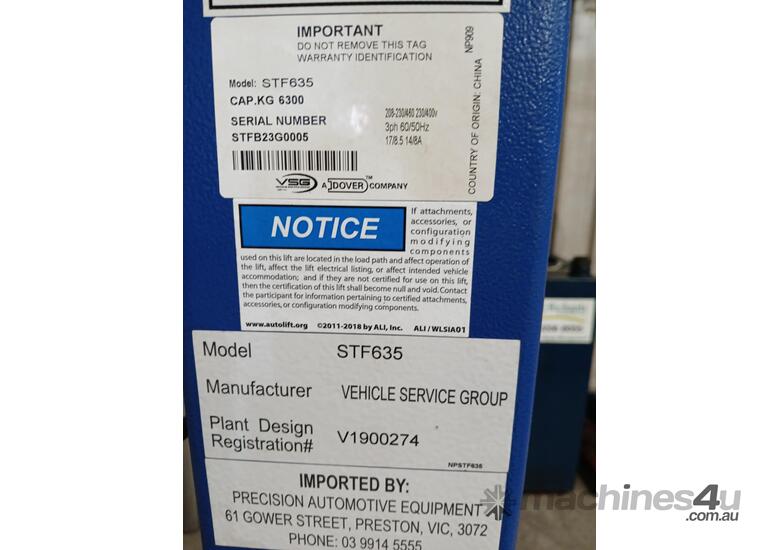 IMPORTANT
DO NOT REMOVE THIS TAG
WARRANTY IDENTIFICATION
Model: STF635
CAP.KG 6300
SERIAL NUMBER
STFB23G0005
208-230/460 230/400v
3ph 60/50Hz
17/8.5 14/8A
COUNTRY OF ORIGIN: CHINA
NP909
VSG
A DOVER™ COMPANY
NOTICE
If attachments,
accessories, or
configuration
modifying
components
used on this lift are located in the load path and affect operation of
the lift, affect the lift electrical listing, or affect intended vehicle
accommodation; and if they are not certified for use on this lift,
then the certification of this lift shall become null and void. Contact
the participant for information pertaining to certified attachments,
accessories, or configuration modifying components.
www.autolift.org ©2011-2018 by ALI, Inc. ALI / WLSIA01
Model STF635
Manufacturer VEHICLE SERVICE GROUP
Plant Design
Registration# V1900274
NPSTF635
IMPORTED BY:
PRECISION AUTOMOTIVE EQUIPMENT
61 GOWER STREET, PRESTON, VIC, 3072
PHONE: 03 9914 5555
machines4u
.com.au